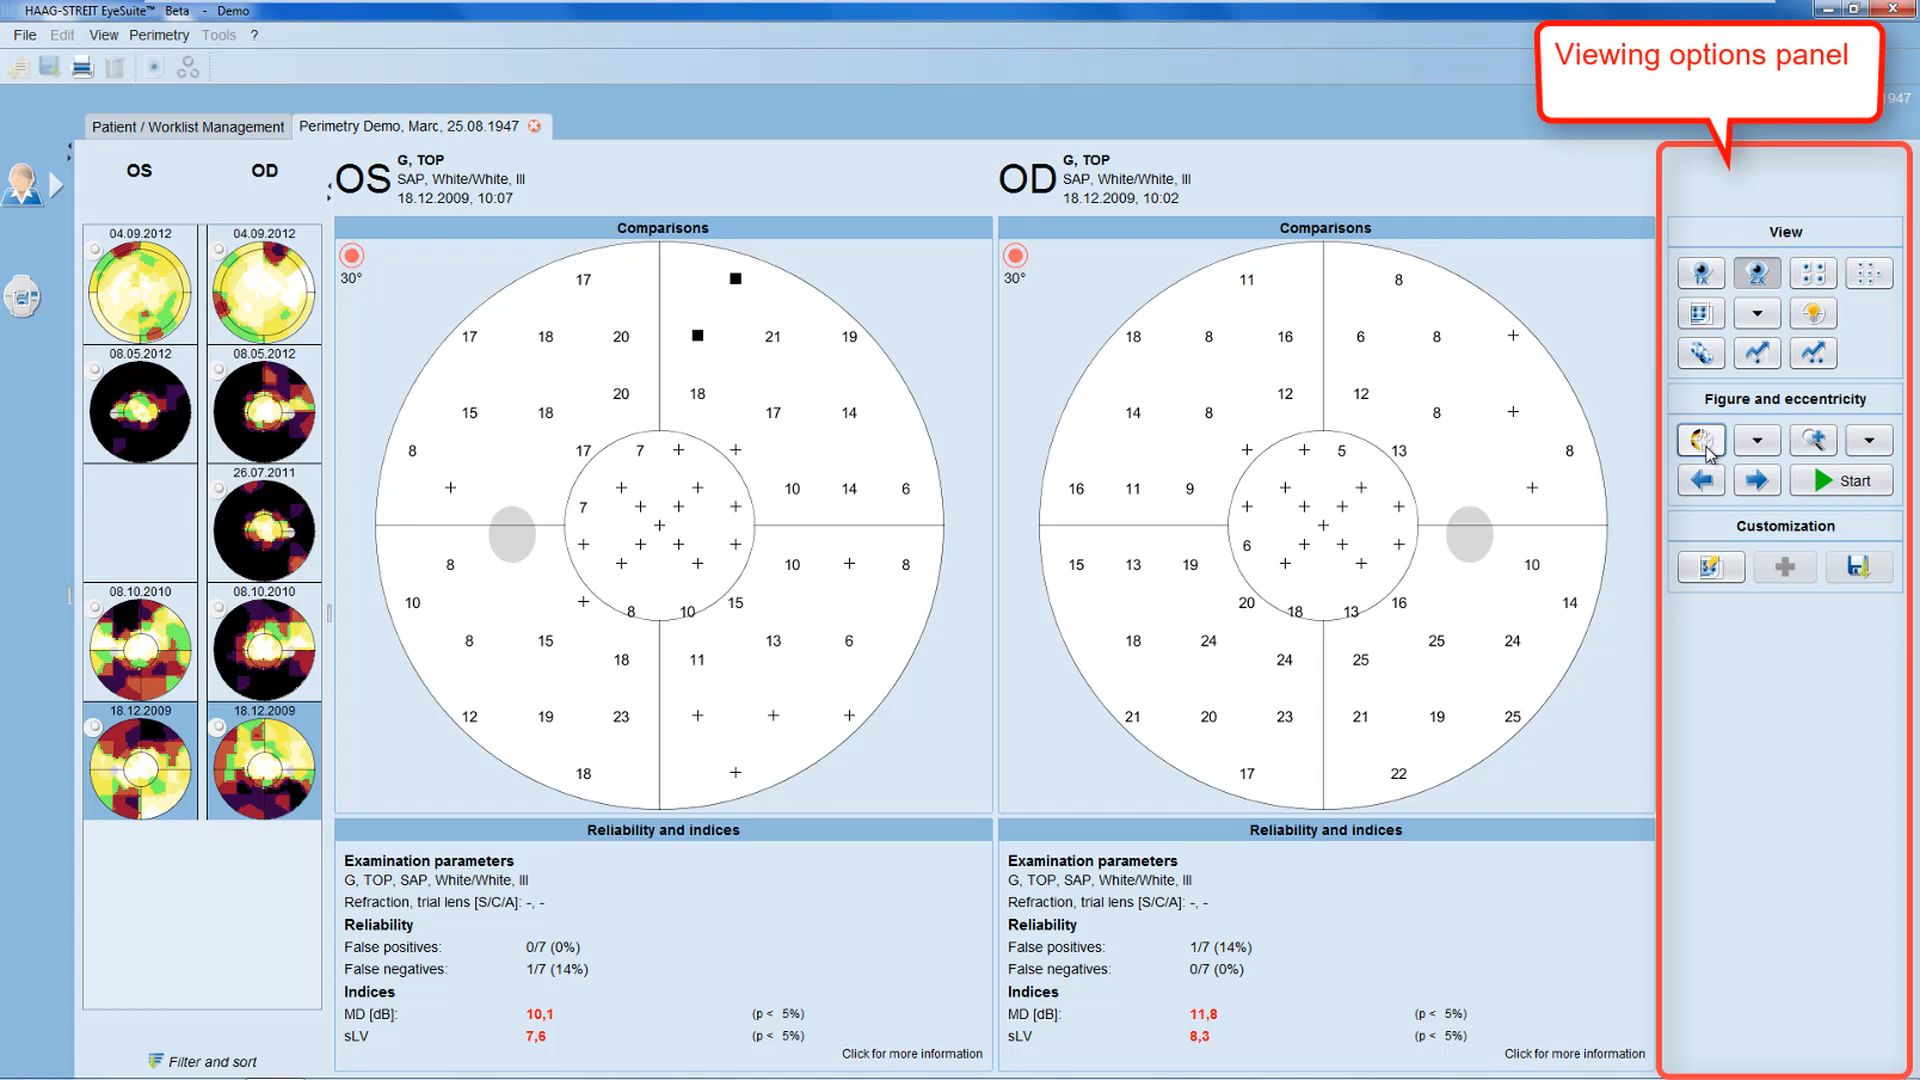 HAAG-STREIT EyeSuite™ Beta - Demo
File Edit View Perimetry Tools ?
Viewing options panel
1947
Patient / Worklist Management
Perimetry Demo, Marc, 25.08.1947
OS OD
04.09.2012 04.09.2012
08.05.2012 08.05.2012
26.07.2011
08.10.2010 08.10.2010
18.12.2009 18.12.2009
Filter and sort
OS
G, TOP
SAP, White/White, III
18.12.2009, 10:07
Comparisons
30°
17
17 18 20 21 19
20 18
15 18 17 14
8 17 7 + +
+ + + 10 14 6
7 + + +
+
+ + + +
8 + + 10 + 8
10 + 8 10 15
8 15 13 6
18 11
12 19 23 + + +
18 +
Reliability and indices
Examination parameters
G, TOP, SAP, White/White, III
Refraction, trial lens [S/C/A]: -, -
Reliability
False positives: 0/7 (0%)
False negatives: 1/7 (14%)
Indices
MD [dB]: 10,1 (p < 5%)
sLV 7,6 (p < 5%)
Click for more information
OD
G, TOP
SAP, White/White, III
18.12.2009, 10:02
Comparisons
30°
11 8
18 8 16 6 8 +
12 12
14 8 8 +
+ + 5 13 8
16 11 9 + + +
+ + + +
+
6 + + +
15 13 19 + + 10
20 18 13 16 14
18 24 25 24
24 25
21 20 23 21 19 25
17 22
Reliability and indices
Examination parameters
G, TOP, SAP, White/White, III
Refraction, trial lens [S/C/A]: -, -
Reliability
False positives: 1/7 (14%)
False negatives: 0/7 (0%)
Indices
MD [dB]: 11,8 (p < 5%)
sLV 8,3 (p < 5%)
Click for more information
View
1x 2x
Figure and eccentricity
Start
Customization